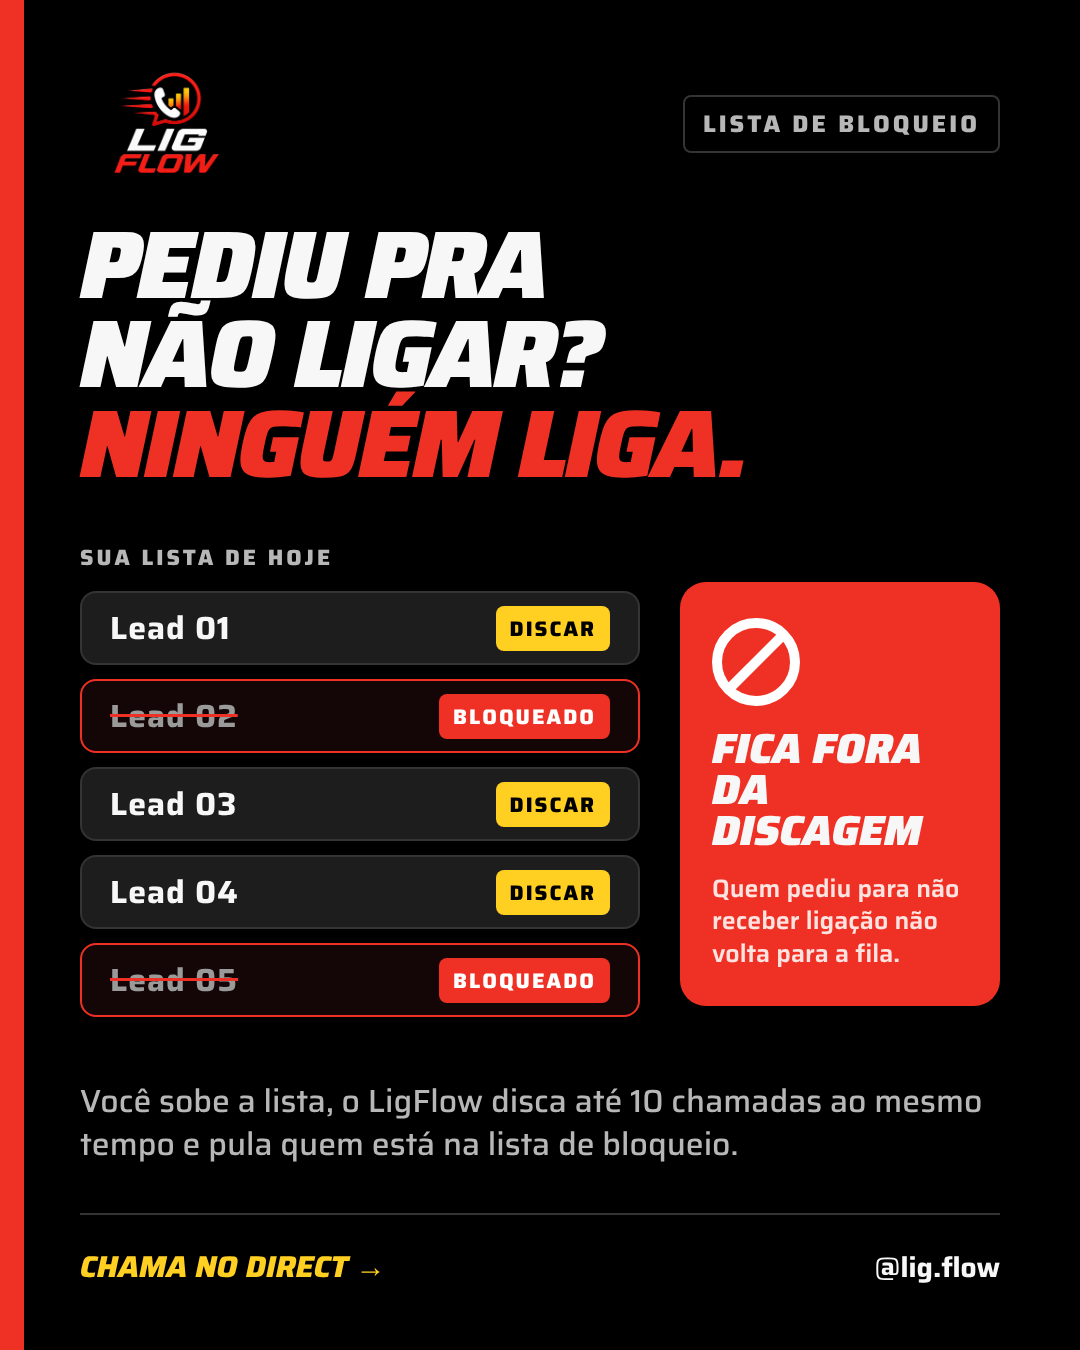 LIG
FLOW
LISTA DE BLOQUEIO
PEDIU PRA
NÃO LIGAR?
NINGUÉM LIGA.
SUA LISTA DE HOJE
Lead 01 DISCAR
Lead 02 BLOQUEADO
Lead 03 DISCAR
Lead 04 DISCAR
Lead 05 BLOQUEADO
FICA FORA
DA
DISCAGEM
Quem pediu para não
receber ligação não
volta para a fila.
Você sobe a lista, o LigFlow disca até 10 chamadas ao mesmo
tempo e pula quem está na lista de bloqueio.
CHAMA NO DIRECT →
@lig.flow